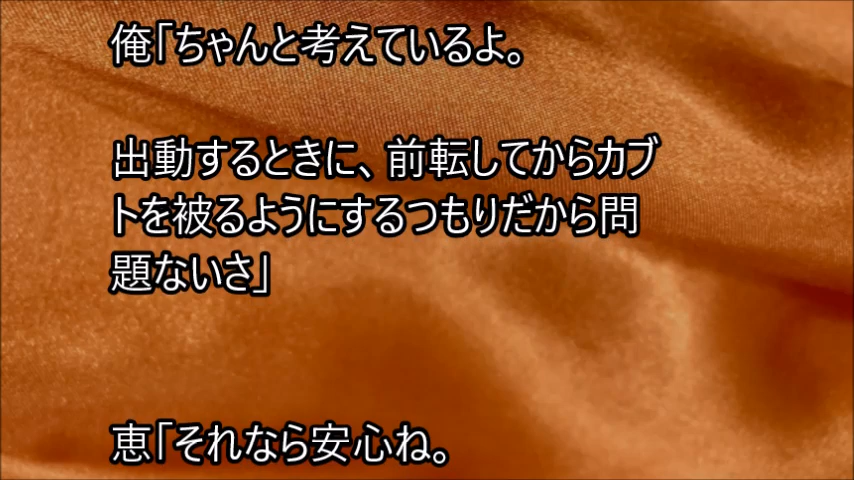 俺「ちゃんと考えているよ。
出動するときに、前転してからカブ
トを被るようにするつもりだから問
題ないさ」
恵「それなら安心ね。